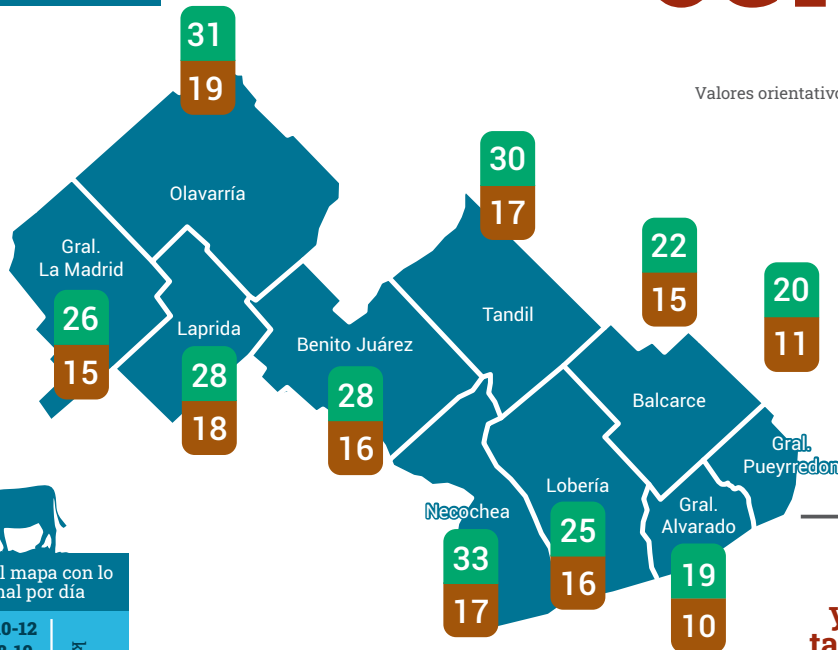 31
19
Valores orientativo
Olavarría
30
17
22
15
Gral.
La Madrid
26
15
20
11
Tandil
Laprida
28
18
Benito Juárez
28
16
Balcarce
Gral.
Pueyrredon
Lobería
25
16
Necochea
33
17
Gral.
Alvarado
19
10
l mapa con lo
nal por día
0-12
y
ta